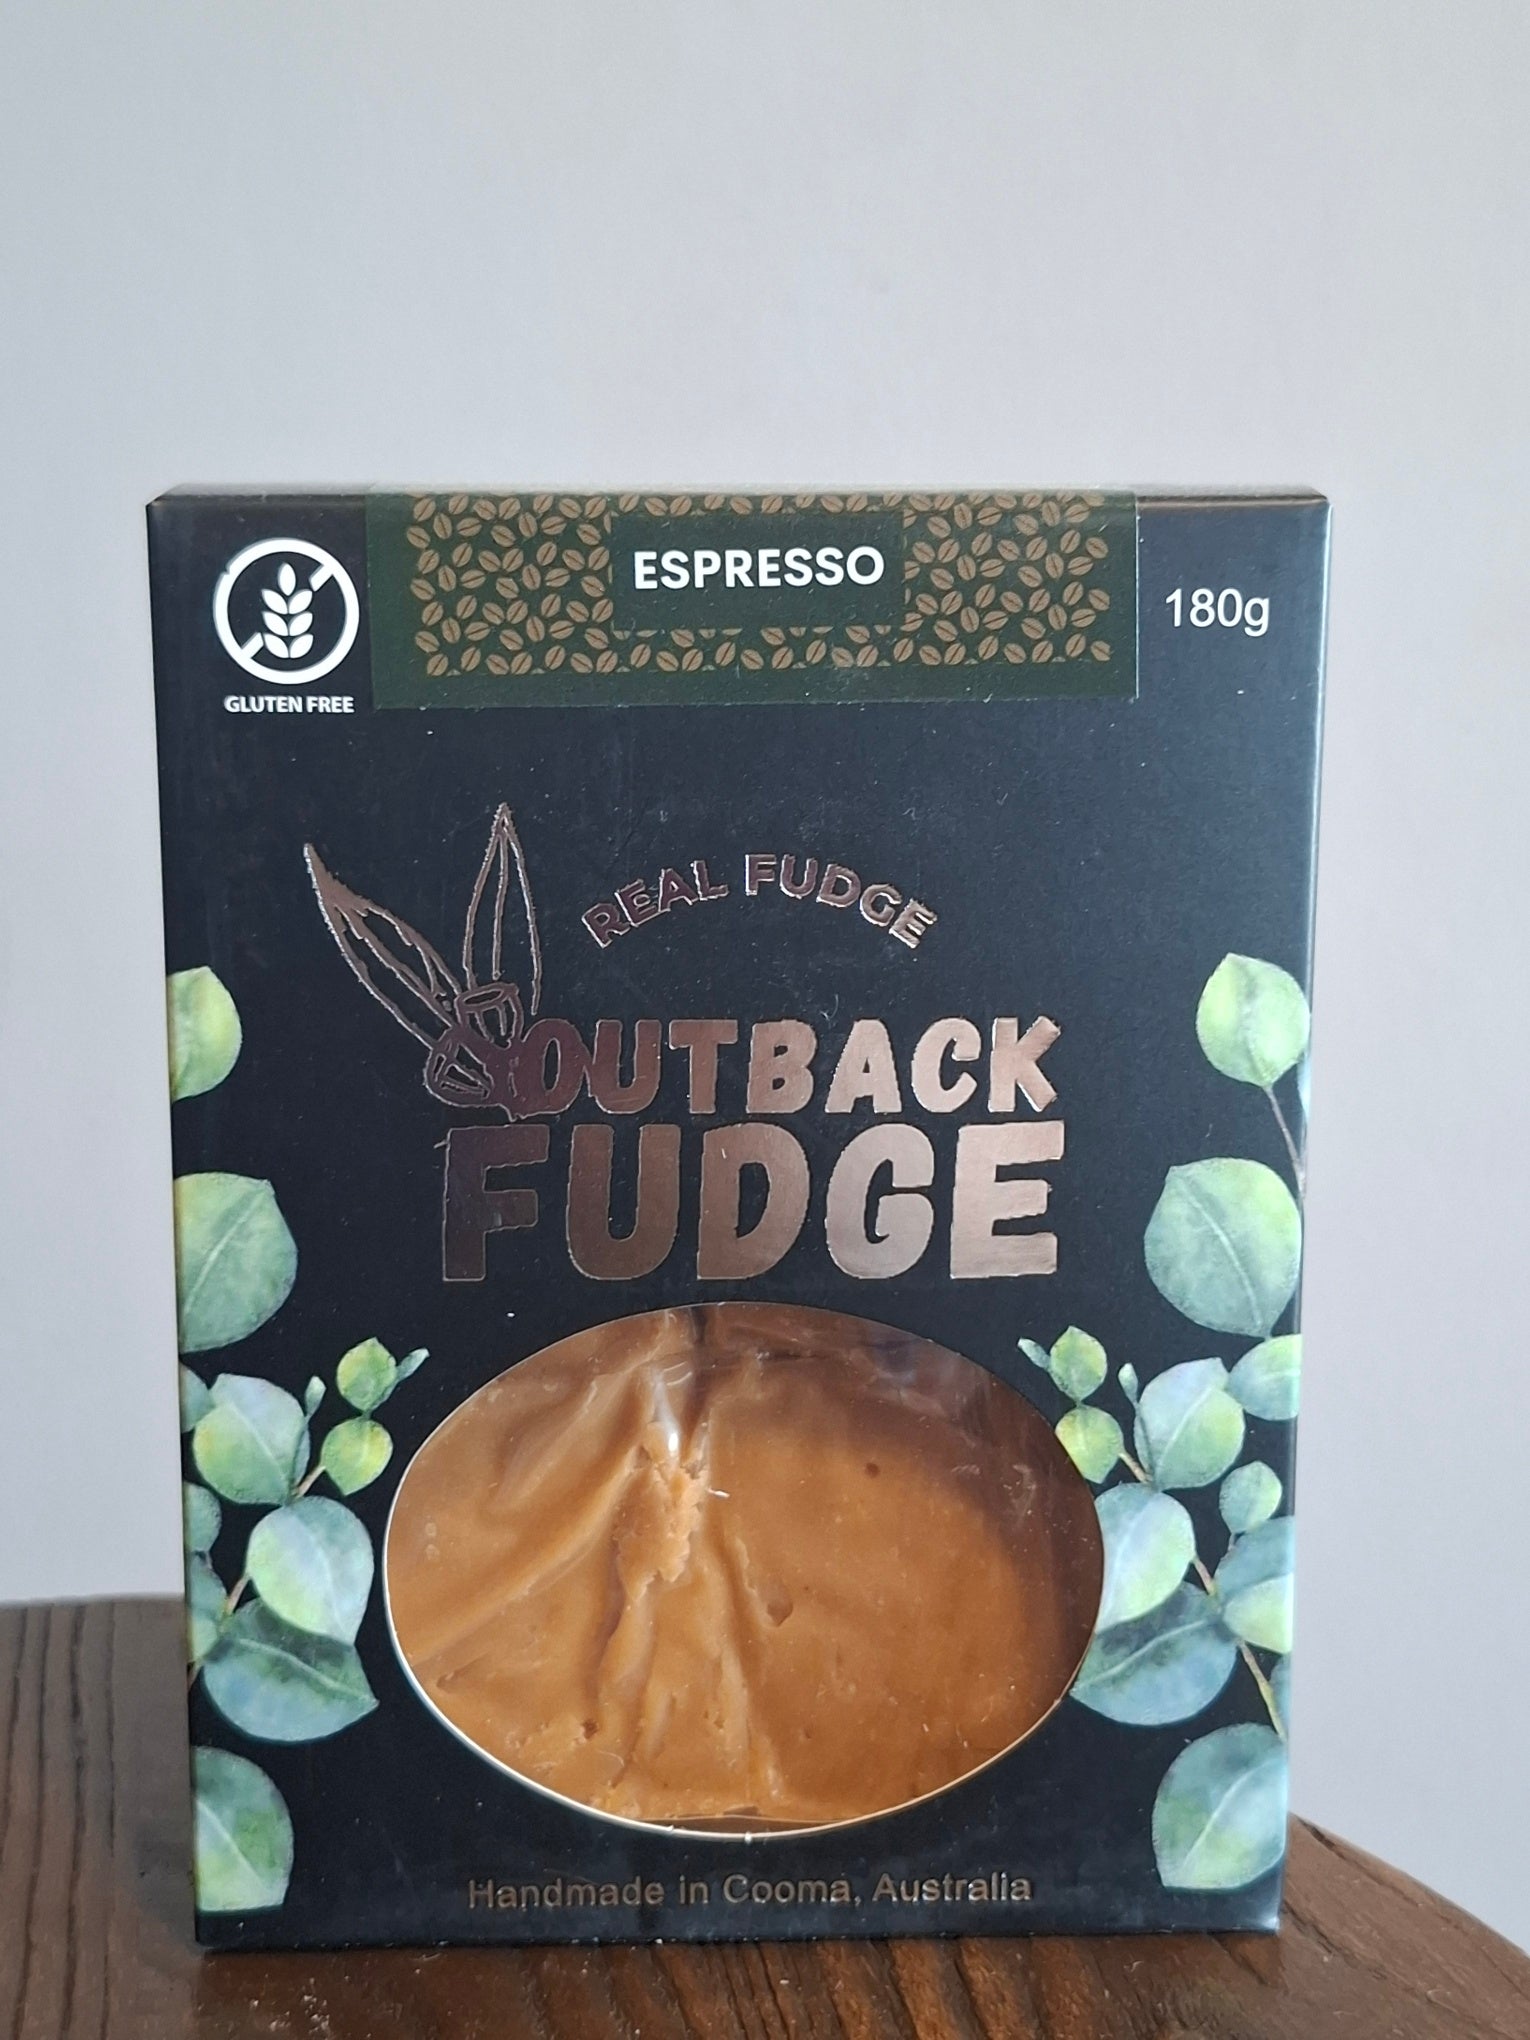 ESPRESSO
180g
GLUTEN FREE
REAL FUDGE
OUTBACK
FUDGE
Handmade in Cooma, Australia